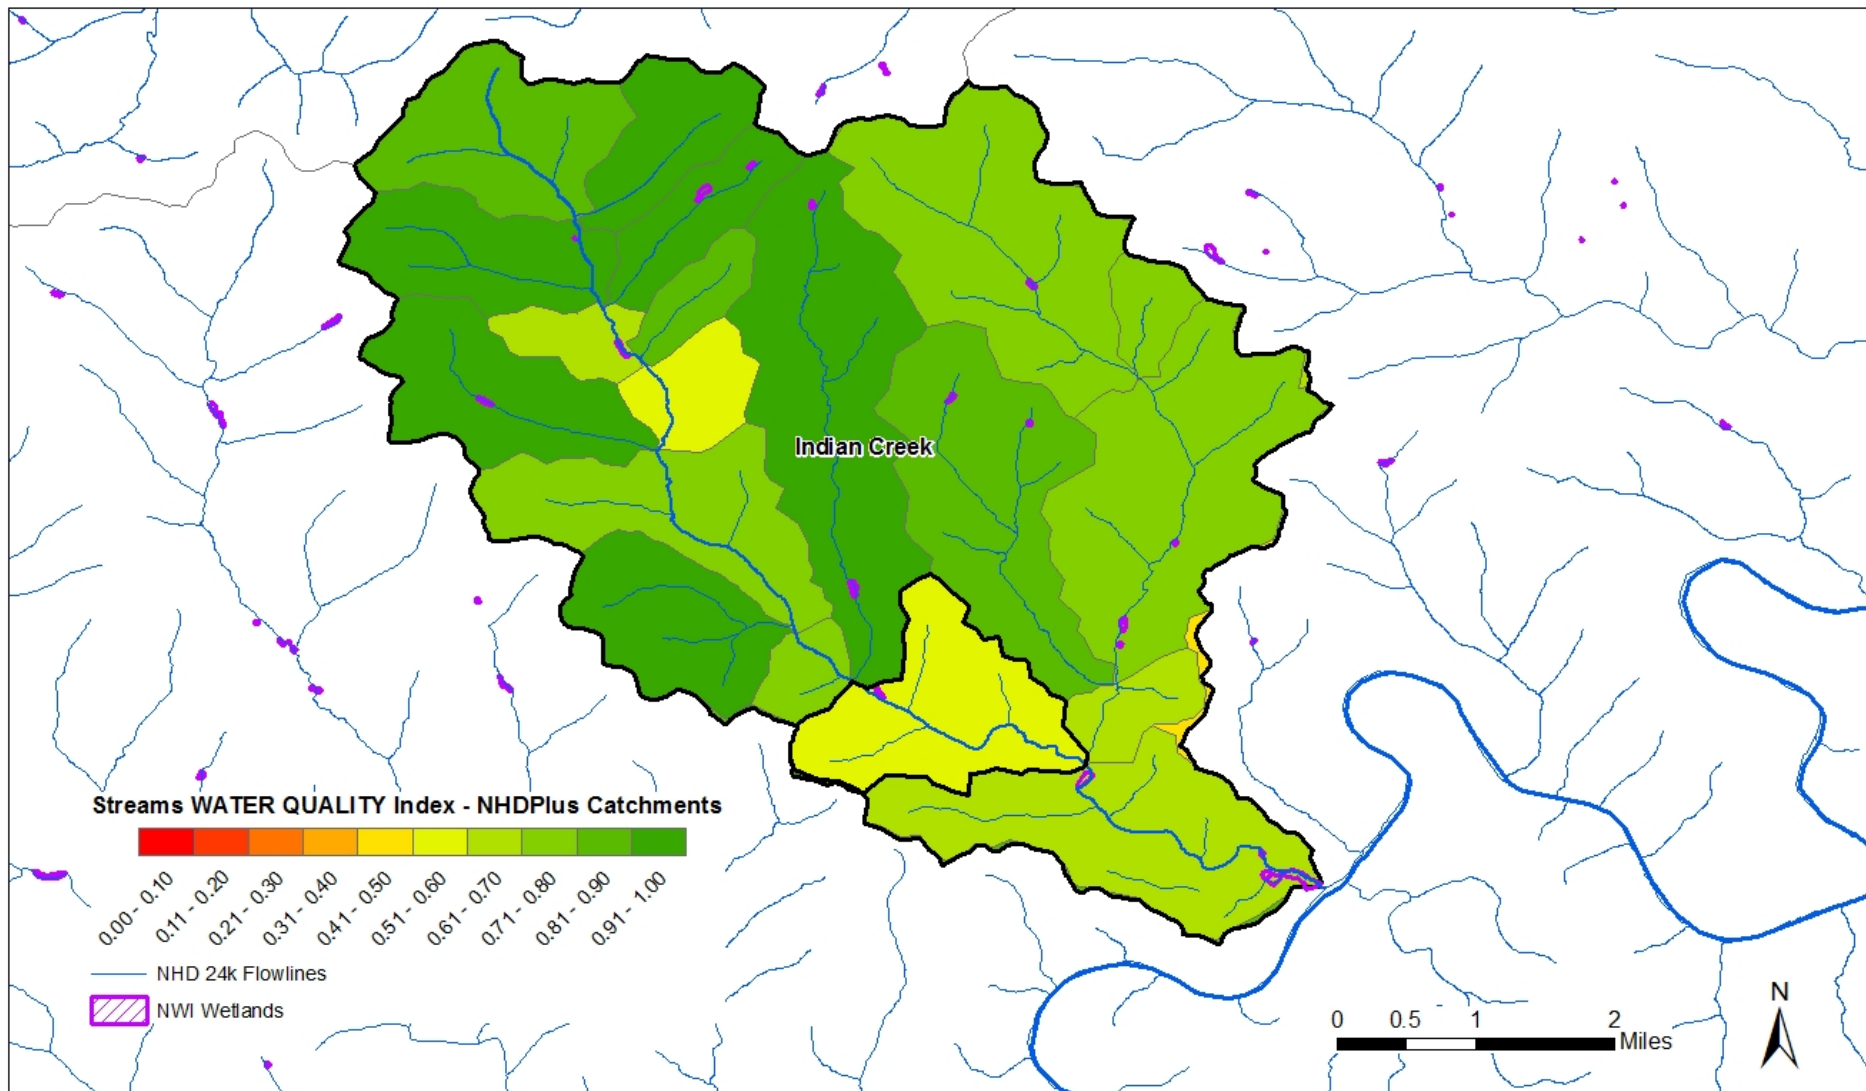 Indian Creek
Streams WATER QUALITY Index - NHDPlus Catchments
0.00 - 0.10
0.11 - 0.20
0.21 - 0.30
0.31 - 0.40
0.41 - 0.50
0.51 - 0.60
0.61 - 0.70
0.71 - 0.80
0.81 - 0.90
0.91 - 1.00
NHD 24k Flowlines
NWI Wetlands
N
0 0.5 1 2
Miles